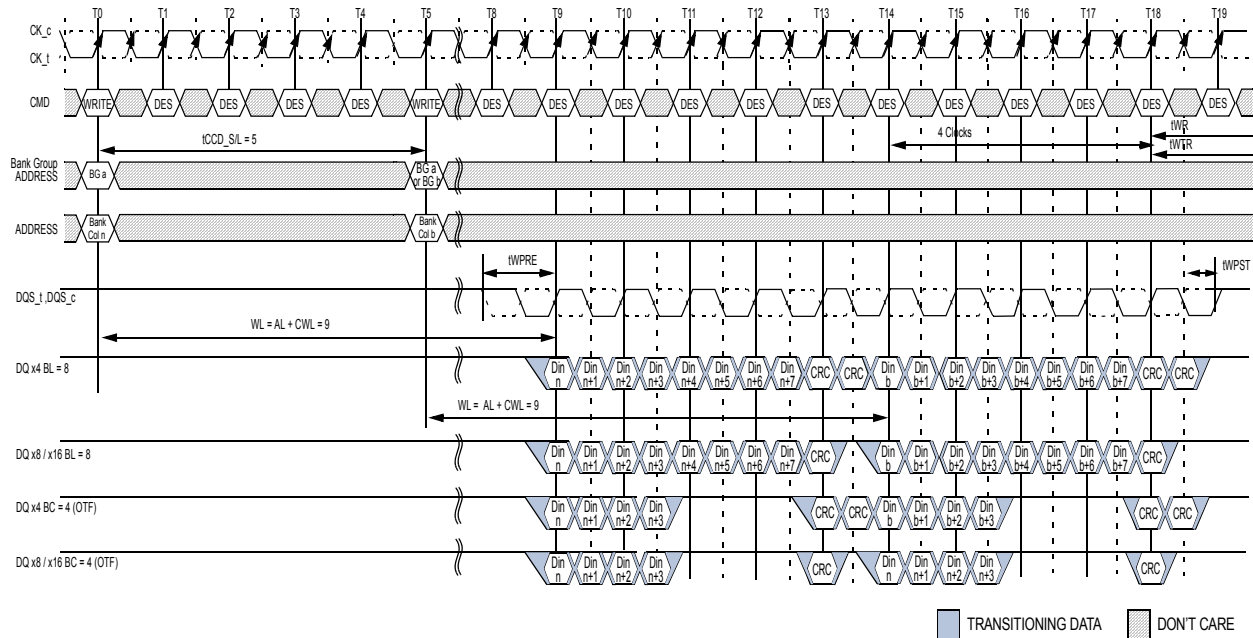 T0 T1 T2 T3 T4 T5 T8 T9 T10 T11 T12 T13 T14 T15 T16 T17 T18 T19
CK_c
CK_t
CMD WRITE DES DES DES DES WRITE DES DES DES DES DES DES DES DES DES DES DES DES
tCCD_S/L = 5
4 Clocks
tWR
tWTR
Bank Group
ADDRESS
BG a
BG a
or BG b
ADDRESS
Bank
Col n
Bank
Col b
tWPRE
tWPST
DQS_t ,DQS_c
WL = AL + CWL = 9
DQ x4 BL = 8
Din n Din n+1 Din n+2 Din n+3 Din n+4 Din n+5 Din n+6 Din n+7 CRC CRC Din b Din b+1 Din b+2 Din b+3 Din b+4 Din b+5 Din b+6 Din b+7 CRC CRC
WL = AL + CWL = 9
DQ x8 / x16 BL = 8
Din n Din n+1 Din n+2 Din n+3 Din n+4 Din n+5 Din n+6 Din n+7 CRC Din b Din b+1 Din b+2 Din b+3 Din b+4 Din b+5 Din b+6 Din b+7 CRC
DQ x4 BC = 4 (OTF)
Din n Din n+1 Din n+2 Din n+3 CRC CRC Din b Din b+1 Din b+2 Din b+3 CRC CRC
DQ x8 / x16 BC = 4 (OTF)
Din n Din n+1 Din n+2 Din n+3 CRC Din n Din n+1 Din n+2 Din n+3 CRC
TRANSITIONING DATA
DON'T CARE